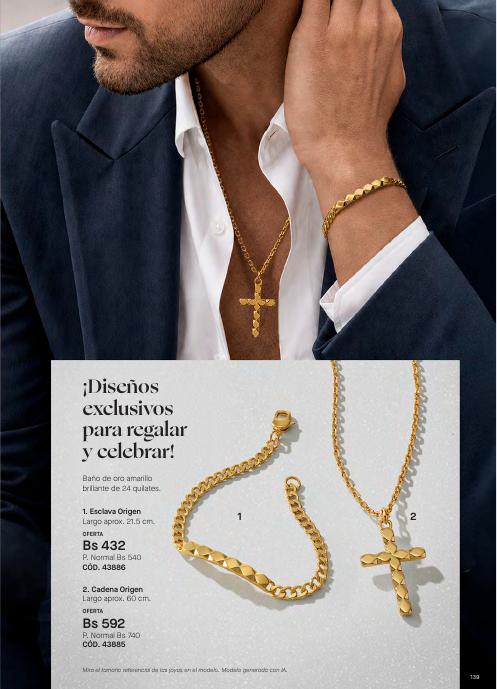 ¡Diseños
exclusivos
para regalar
y celebrar!
Baño de oro amarillo
brillante de 24 quilates.
1. Esclava Origen
Largo aprox. 21.5 cm.
OFERTA
Bs 432
P. Normal Bs 540
CÓD. 43886
2. Cadena Origen
Largo aprox. 60 cm.
OFERTA
Bs 592
P. Normal Bs 740
CÓD. 43885
1
2
Mira el tamaño referencial de las joyas en el modelo. Modelo generado con IA.
139